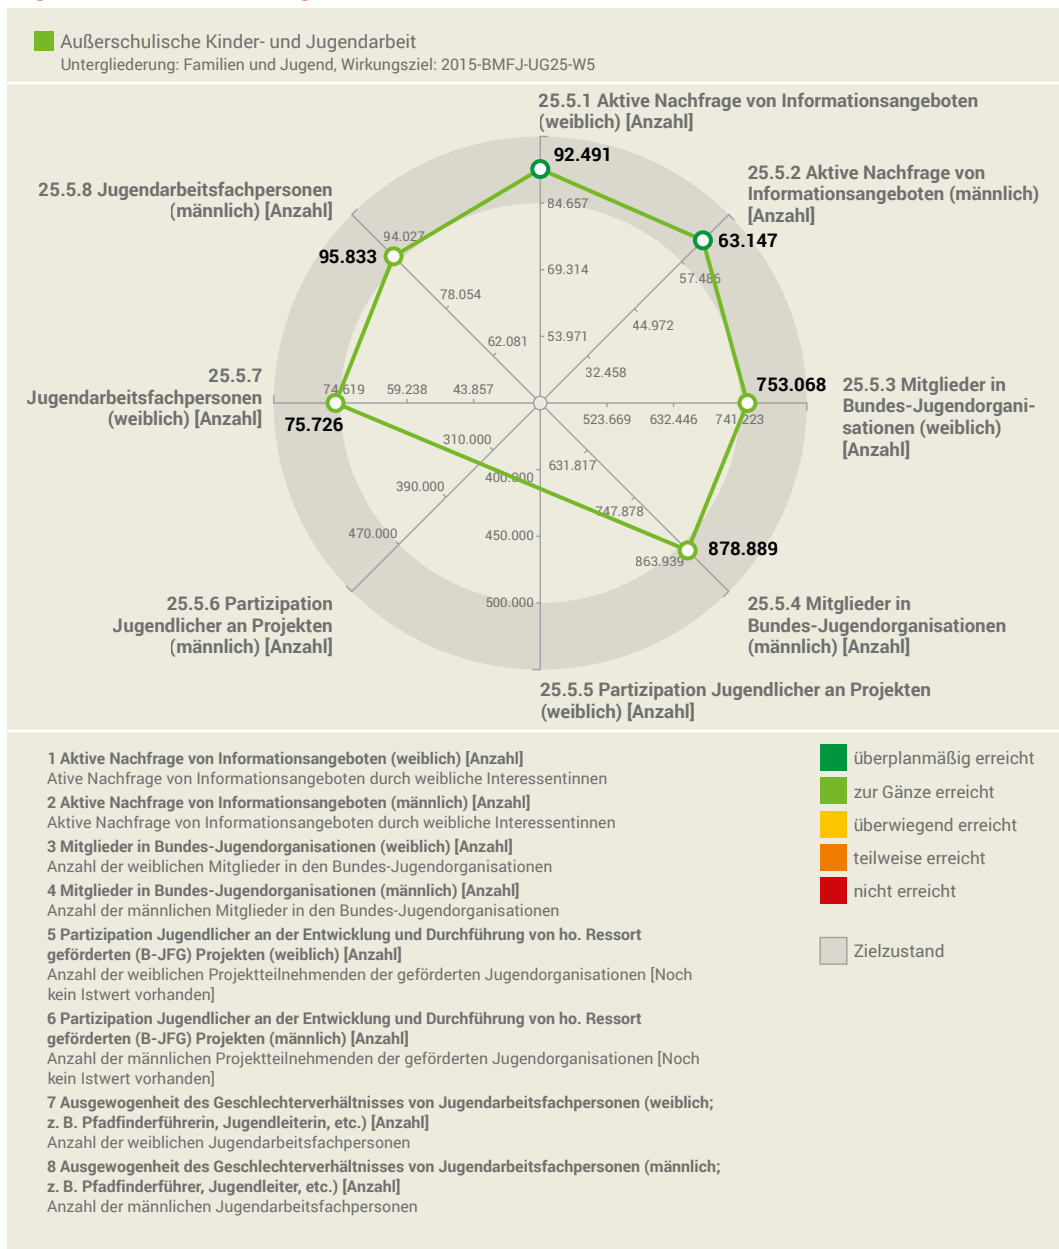 Außerschulische Kinder- und Jugendarbeit
Untergliederung: Familien und Jugend, Wirkungsziel: 2015-BMFJ-UG25-W5
25.5.1 Aktive Nachfrage von Informationsangeboten
(weiblich) [Anzahl]
92.491
84.657
69.314
53.971
25.5.2 Aktive Nachfrage von
Informationsangeboten (männlich)
[Anzahl]
63.147
57.486
44.972
32.458
25.5.3 Mitglieder in
Bundes-Jugendorgani-
sationen (weiblich)
[Anzahl]
753.068
523.669
632.446
741.223
25.5.4 Mitglieder in
Bundes-Jugendorganisationen
(männlich) [Anzahl]
878.889
631.817
747.878
863.939
25.5.5 Partizipation Jugendlicher an Projekten
(weiblich) [Anzahl]
400.000
450.000
500.000
25.5.6 Partizipation
Jugendlicher an Projekten
(männlich) [Anzahl]
310.000
390.000
470.000
25.5.7
Jugendarbeitsfachpersonen
(weiblich) [Anzahl]
75.726
74.619
59.238
43.857
25.5.8 Jugendarbeitsfachpersonen
(männlich) [Anzahl]
95.833
94.027
78.054
62.081
1 Aktive Nachfrage von Informationsangeboten (weiblich) [Anzahl]
Ative Nachfrage von Informationsangeboten durch weibliche Interessentinnen
2 Aktive Nachfrage von Informationsangeboten (männlich) [Anzahl]
Aktive Nachfrage von Informationsangeboten durch weibliche Interessentinnen
3 Mitglieder in Bundes-Jugendorganisationen (weiblich) [Anzahl]
Anzahl der weiblichen Mitglieder in den Bundes-Jugendorganisationen
4 Mitglieder in Bundes-Jugendorganisationen (männlich) [Anzahl]
Anzahl der männlichen Mitglieder in den Bundes-Jugendorganisationen
5 Partizipation Jugendlicher an der Entwicklung und Durchführung von ho. Ressort
geförderten (B-JFG) Projekten (weiblich) [Anzahl]
Anzahl der weiblichen Projektteilnehmenden der geförderten Jugendorganisationen [Noch
kein Istwert vorhanden]
6 Partizipation Jugendlicher an der Entwicklung und Durchführung von ho. Ressort
geförderten (B-JFG) Projekten (männlich) [Anzahl]
Anzahl der männlichen Projektteilnehmenden der geförderten Jugendorganisationen [Noch
kein Istwert vorhanden]
7 Ausgewogenheit des Geschlechterverhältnisses von Jugendarbeitsfachpersonen (weiblich;
z. B. Pfadfinderführerin, Jugendleiterin, etc.) [Anzahl]
Anzahl der weiblichen Jugendarbeitsfachpersonen
8 Ausgewogenheit des Geschlechterverhältnisses von Jugendarbeitsfachpersonen (männlich;
z. B. Pfadfinderführer, Jugendleiter, etc.) [Anzahl]
Anzahl der männlichen Jugendarbeitsfachpersonen
überplanmäßig erreicht
zur Gänze erreicht
überwiegend erreicht
teilweise erreicht
nicht erreicht
Zielzustand